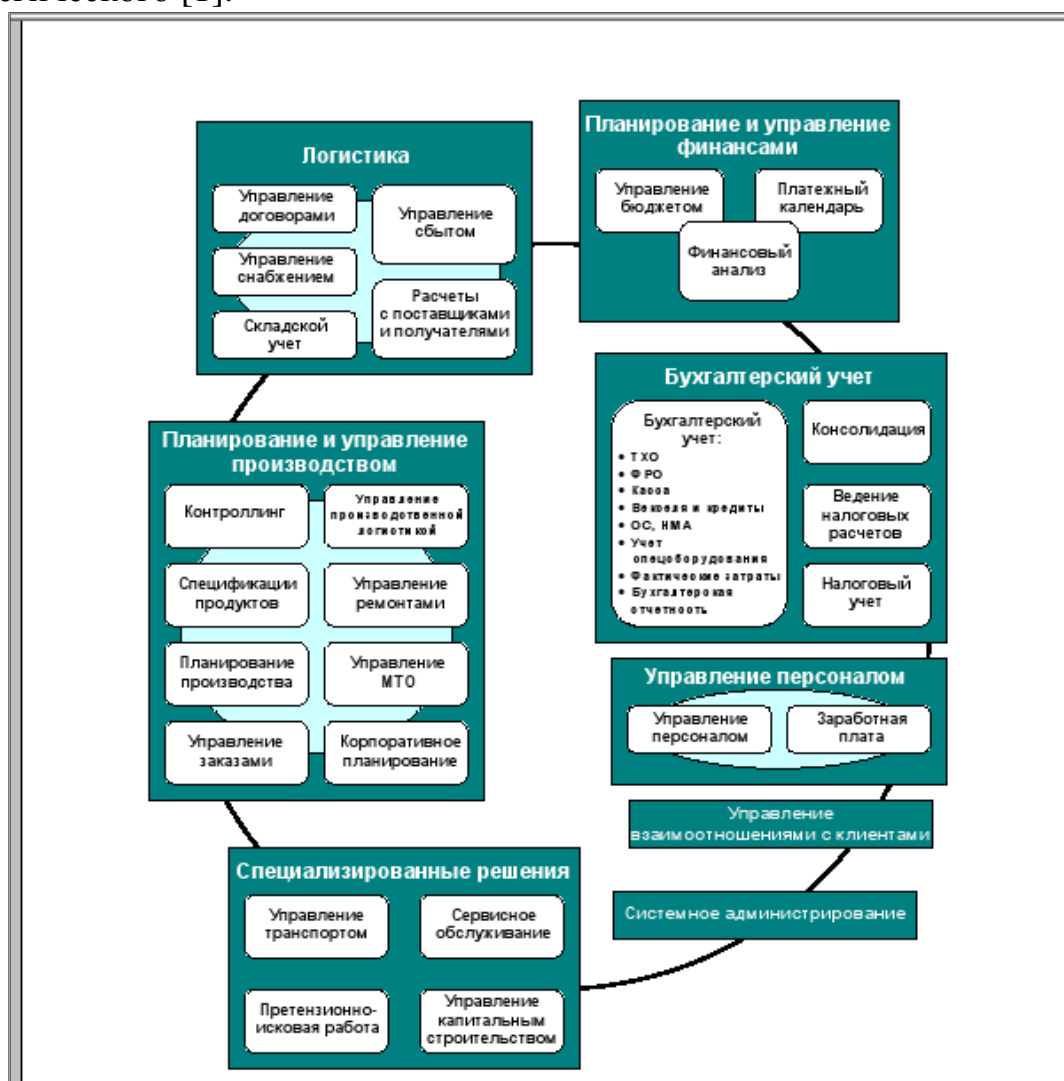 [1].
Логистика
Управление
договорами
Управление
сбытом
Управление
снабжением
Расчеты
с поставщиками
и получателями
Складской
учет
Планирование и управление
финансами
Управление
бюджетом
Платежный
календарь
Финансовый
анализ
Бухгалтерский учет
Бухгалтерский
учет:
• ТХО
• ФРО
• Касса
• Векселя и кредиты
• ОС, НМА
• Учет
спецоборудования
• Фактические затраты
• Бухгалтерская
отчетность
Консолидация
Ведение
налоговых
расчетов
Налоговый
учет
Планирование и управление
производством
Контроллинг
Управление
производственной
логистикой
Спецификации
продуктов
Управление
ремонтами
Планирование
производства
Управление
МТО
Управление
заказами
Корпоративное
планирование
Управление персоналом
Управление
персоналом
Заработная
плата
Управление
взаимоотношениями с клиентами
Системное администрирование
Специализированные решения
Управление
транспортом
Сервисное
обслуживание
Претензионно-
исковая работа
Управление
капитальным
строительством